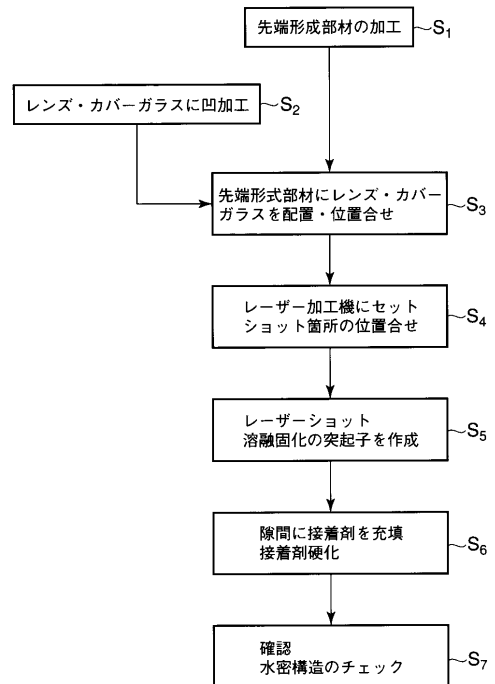 先端形成部材の加工
S1
レンズ・カバーガラスに凹加工
S2
先端形式部材にレンズ・カバー
ガラスを配置・位置合せ
S3
レーザー加工機にセット
ショット箇所の位置合せ
S4
レーザーショット
溶融固化の突起子を作成
S5
隙間に接着剤を充填
接着剤硬化
S6
確認
水密構造のチェック
S7